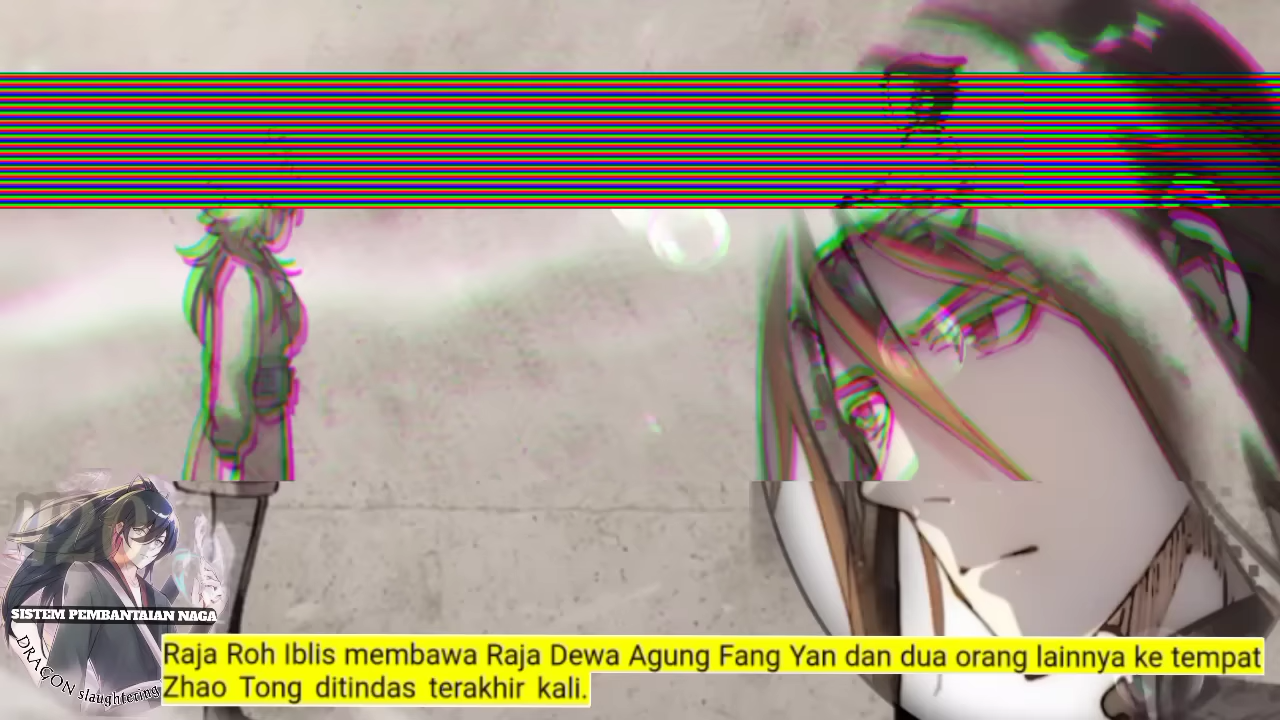 SISTEM PEMBANTAIAN NAGA
DRAGON slaughtering
Raja Roh Iblis membawa Raja Dewa Agung Fang Yan dan dua orang lainnya ke tempat
Zhao Tong ditindas terakhir kali.